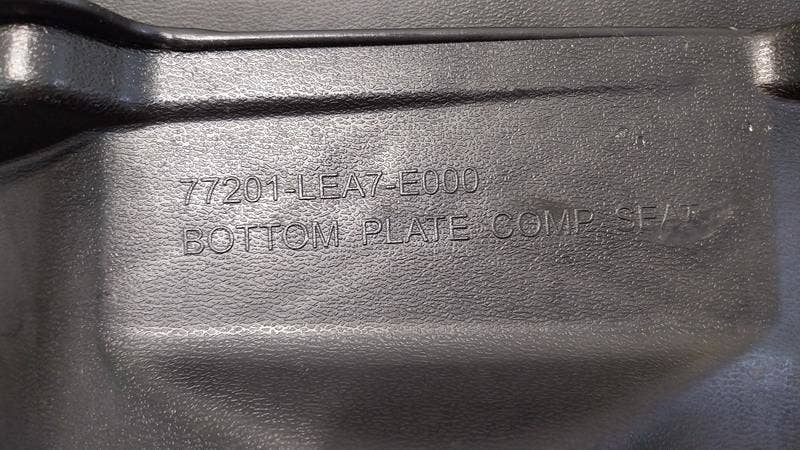 77201-LEA7-E000
BOTTOM PLATE COMP SEAT